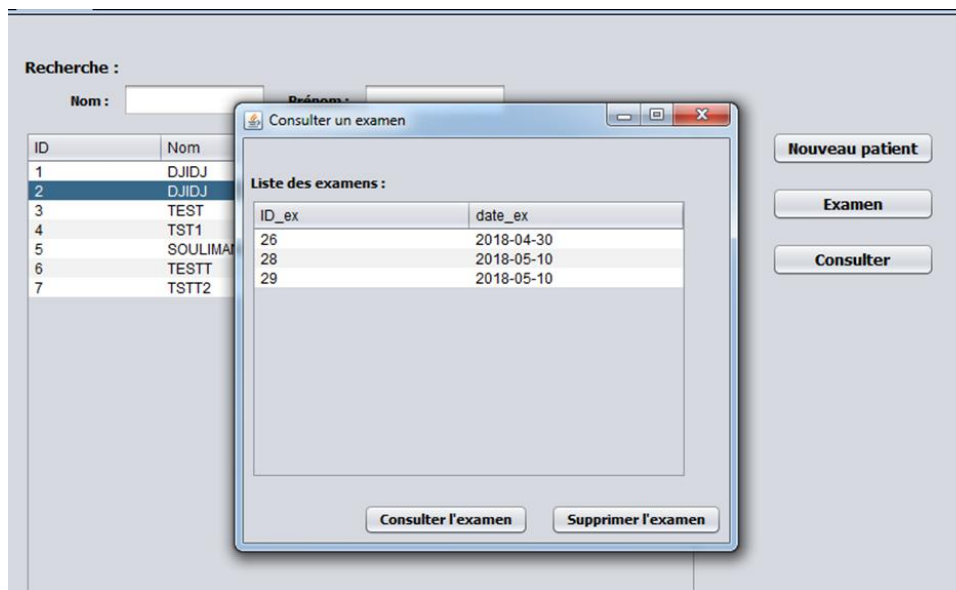 Recherche :
Nom : Prénom :
ID Nom
1 DJIDJ
2 DJIDJ
3 TEST
4 TST1
5 SOULIMAN
6 TESTT
7 TSTT2
Consulter un examen
Liste des examens :
ID_ex date_ex
26 2018-04-30
28 2018-05-10
29 2018-05-10
Consulter l'examen Supprimer l'examen
Nouveau patient
Examen
Consulter